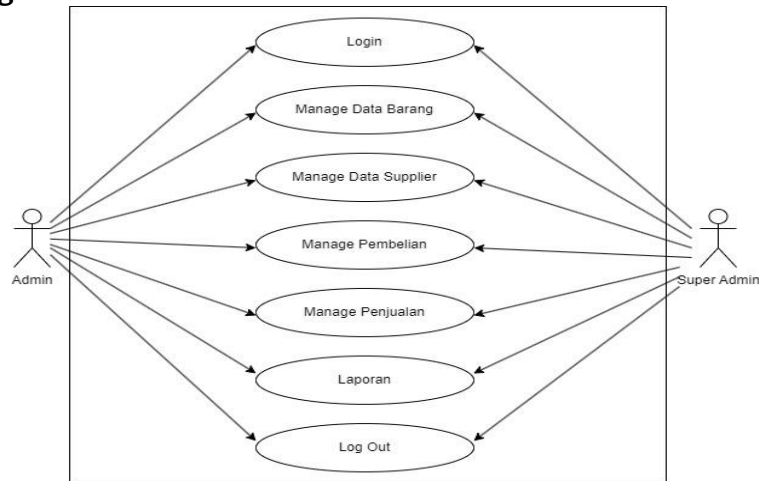 Login
Manage Data Barang
Manage Data Supplier
Manage Pembelian
Admin
Super Admin
Manage Penjualan
Laporan
Log Out